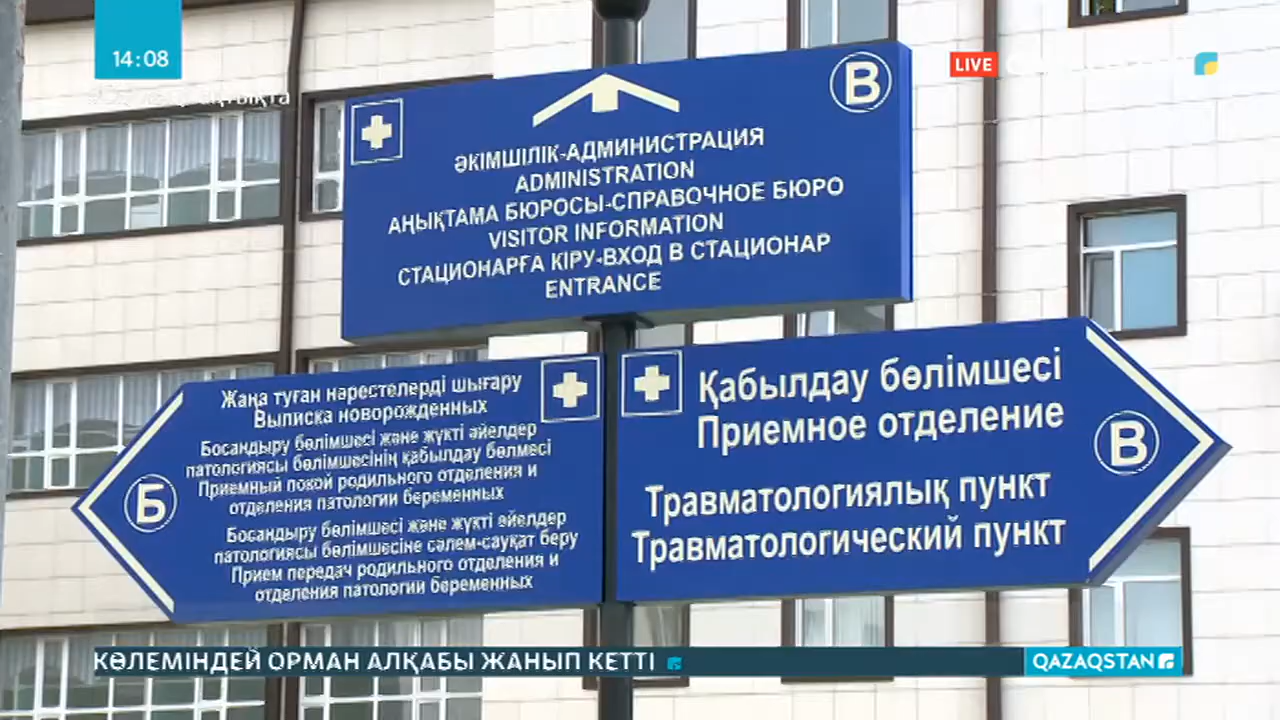 14:08
LIVE
В
ӘКІМШІЛІК-АДМИНИСТРАЦИЯ
ADMINISTRATION
АНЫҚТАМА БЮРОСЫ-СПРАВОЧНОЕ БЮРО
VISITOR INFORMATION
СТАЦИОНАРҒА КІРУ-ВХОД В СТАЦИОНАР
ENTRANCE
Жаңа туған нәрестелерді шығару
Выписка новорожденных
Босандыру бөлімшесі және жүкті әйелдер
патологиясы бөлімшесінің қабылдау бөлмесі
Приемный покой родильного отделения и
отделения патологии беременных
Босандыру бөлімшесі және жүкті әйелдер
патологиясы бөлімшесіне сәлем-сауқат беру
Прием передач родильного отделения и
отделения патологии беременных
Б
Қабылдау бөлімшесі
Приемное отделение
Травматологиялық пункт
Травматологический пункт
В
КӨЛЕМІНДЕЙ ОРМАН АЛҚАБЫ ЖАНЫП КЕТТІ
QAZAQSTAN